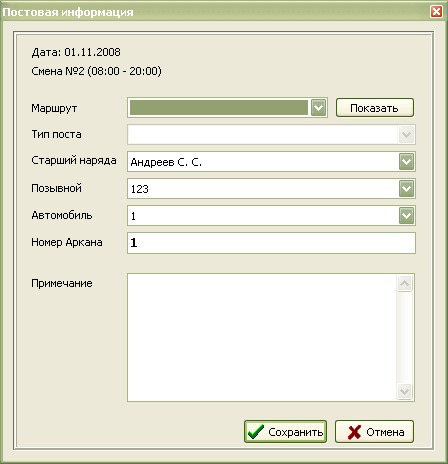 Постовая информация
Дата: 01.11.2008
Смена №2 (08:00 - 20:00)
Маршрут Показать
Тип поста
Старший наряда Андреев С. С.
Позывной 123
Автомобиль 1
Номер Аркана 1
Примечание
Сохранить Отмена